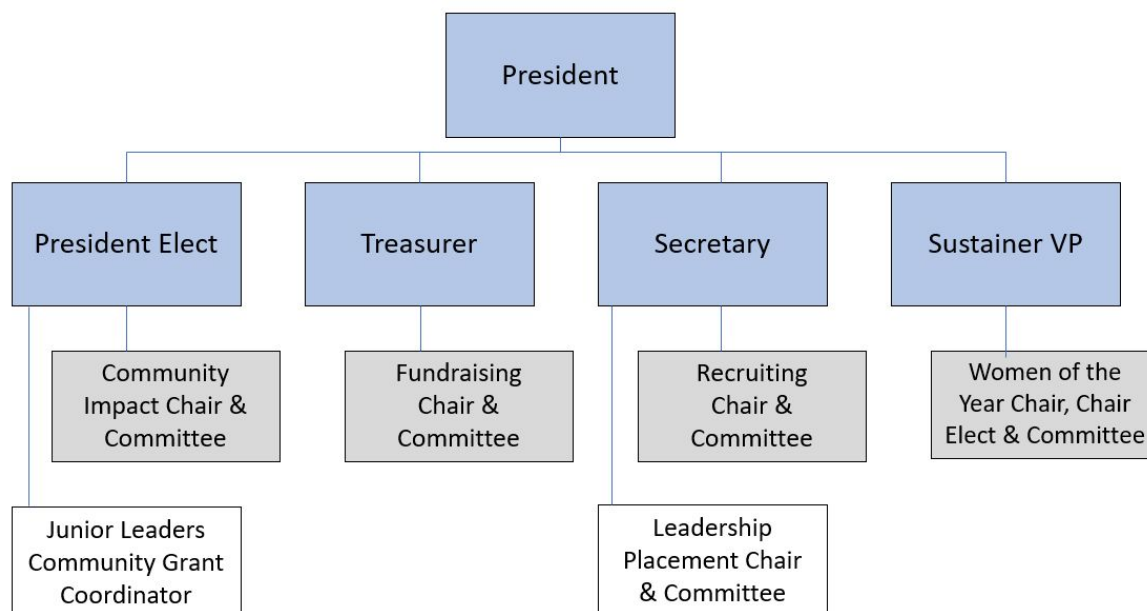 President
President Elect
Treasurer
Secretary
Sustainer VP
Community
Impact Chair &
Committee
Fundraising
Chair &
Committee
Recruiting
Chair &
Committee
Women of the
Year Chair, Chair
Elect & Committee
Junior Leaders
Community Grant
Coordinator
Leadership
Placement Chair
& Committee